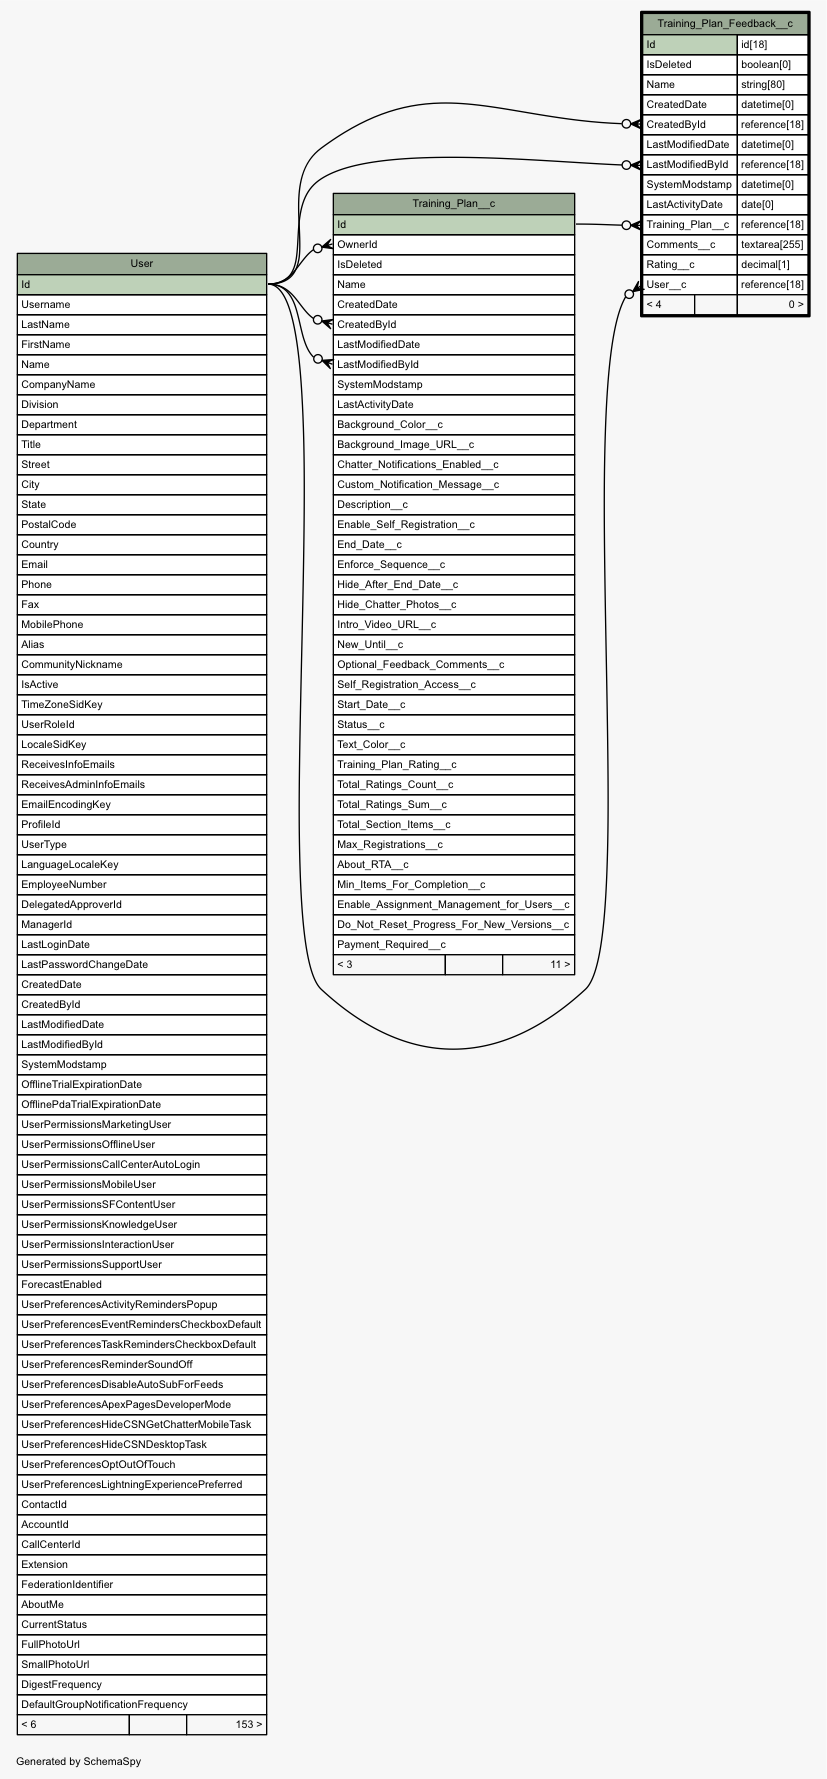 Training_Plan_Feedback__c
Id id[18]
IsDeleted boolean[0]
Name string[80]
CreatedDate datetime[0]
CreatedById reference[18]
LastModifiedDate datetime[0]
LastModifiedById reference[18]
SystemModstamp datetime[0]
LastActivityDate date[0]
Training_Plan__c reference[18]
Comments__c textarea[255]
Rating__c decimal[1]
User__c reference[18]
< 4 0 >
Training_Plan__c
Id
OwnerId
IsDeleted
Name
CreatedDate
CreatedById
LastModifiedDate
LastModifiedById
SystemModstamp
LastActivityDate
Background_Color__c
Background_Image_URL__c
Chatter_Notifications_Enabled__c
Custom_Notification_Message__c
Description__c
Enable_Self_Registration__c
End_Date__c
Enforce_Sequence__c
Hide_After_End_Date__c
Hide_Chatter_Photos__c
Intro_Video_URL__c
New_Until__c
Optional_Feedback_Comments__c
Self_Registration_Access__c
Start_Date__c
Status__c
Text_Color__c
Training_Plan_Rating__c
Total_Ratings_Count__c
Total_Ratings_Sum__c
Total_Section_Items__c
Max_Registrations__c
About_RTA__c
Min_Items_For_Completion__c
Enable_Assignment_Management_for_Users__c
Do_Not_Reset_Progress_For_New_Versions__c
Payment_Required__c
< 3 11 >
User
Id
Username
LastName
FirstName
Name
CompanyName
Division
Department
Title
Street
City
State
PostalCode
Country
Email
Phone
Fax
MobilePhone
Alias
CommunityNickname
IsActive
TimeZoneSidKey
UserRoleId
LocaleSidKey
ReceivesInfoEmails
ReceivesAdminInfoEmails
EmailEncodingKey
ProfileId
UserType
LanguageLocaleKey
EmployeeNumber
DelegatedApproverId
ManagerId
LastLoginDate
LastPasswordChangeDate
CreatedDate
CreatedById
LastModifiedDate
LastModifiedById
SystemModstamp
OfflineTrialExpirationDate
OfflinePdaTrialExpirationDate
UserPermissionsMarketingUser
UserPermissionsOfflineUser
UserPermissionsCallCenterAutoLogin
UserPermissionsMobileUser
UserPermissionsSFContentUser
UserPermissionsKnowledgeUser
UserPermissionsInteractionUser
UserPermissionsSupportUser
ForecastEnabled
UserPreferencesActivityRemindersPopup
UserPreferencesEventRemindersCheckboxDefault
UserPreferencesTaskRemindersCheckboxDefault
UserPreferencesReminderSoundOff
UserPreferencesDisableAutoSubForFeeds
UserPreferencesApexPagesDeveloperMode
UserPreferencesHideCSNGetChatterMobileTask
UserPreferencesHideCSNDesktopTask
UserPreferencesOptOutOfTouch
UserPreferencesLightningExperiencePreferred
ContactId
AccountId
CallCenterId
Extension
FederationIdentifier
AboutMe
CurrentStatus
FullPhotoUrl
SmallPhotoUrl
DigestFrequency
DefaultGroupNotificationFrequency
< 6 153 >
Generated by SchemaSpy